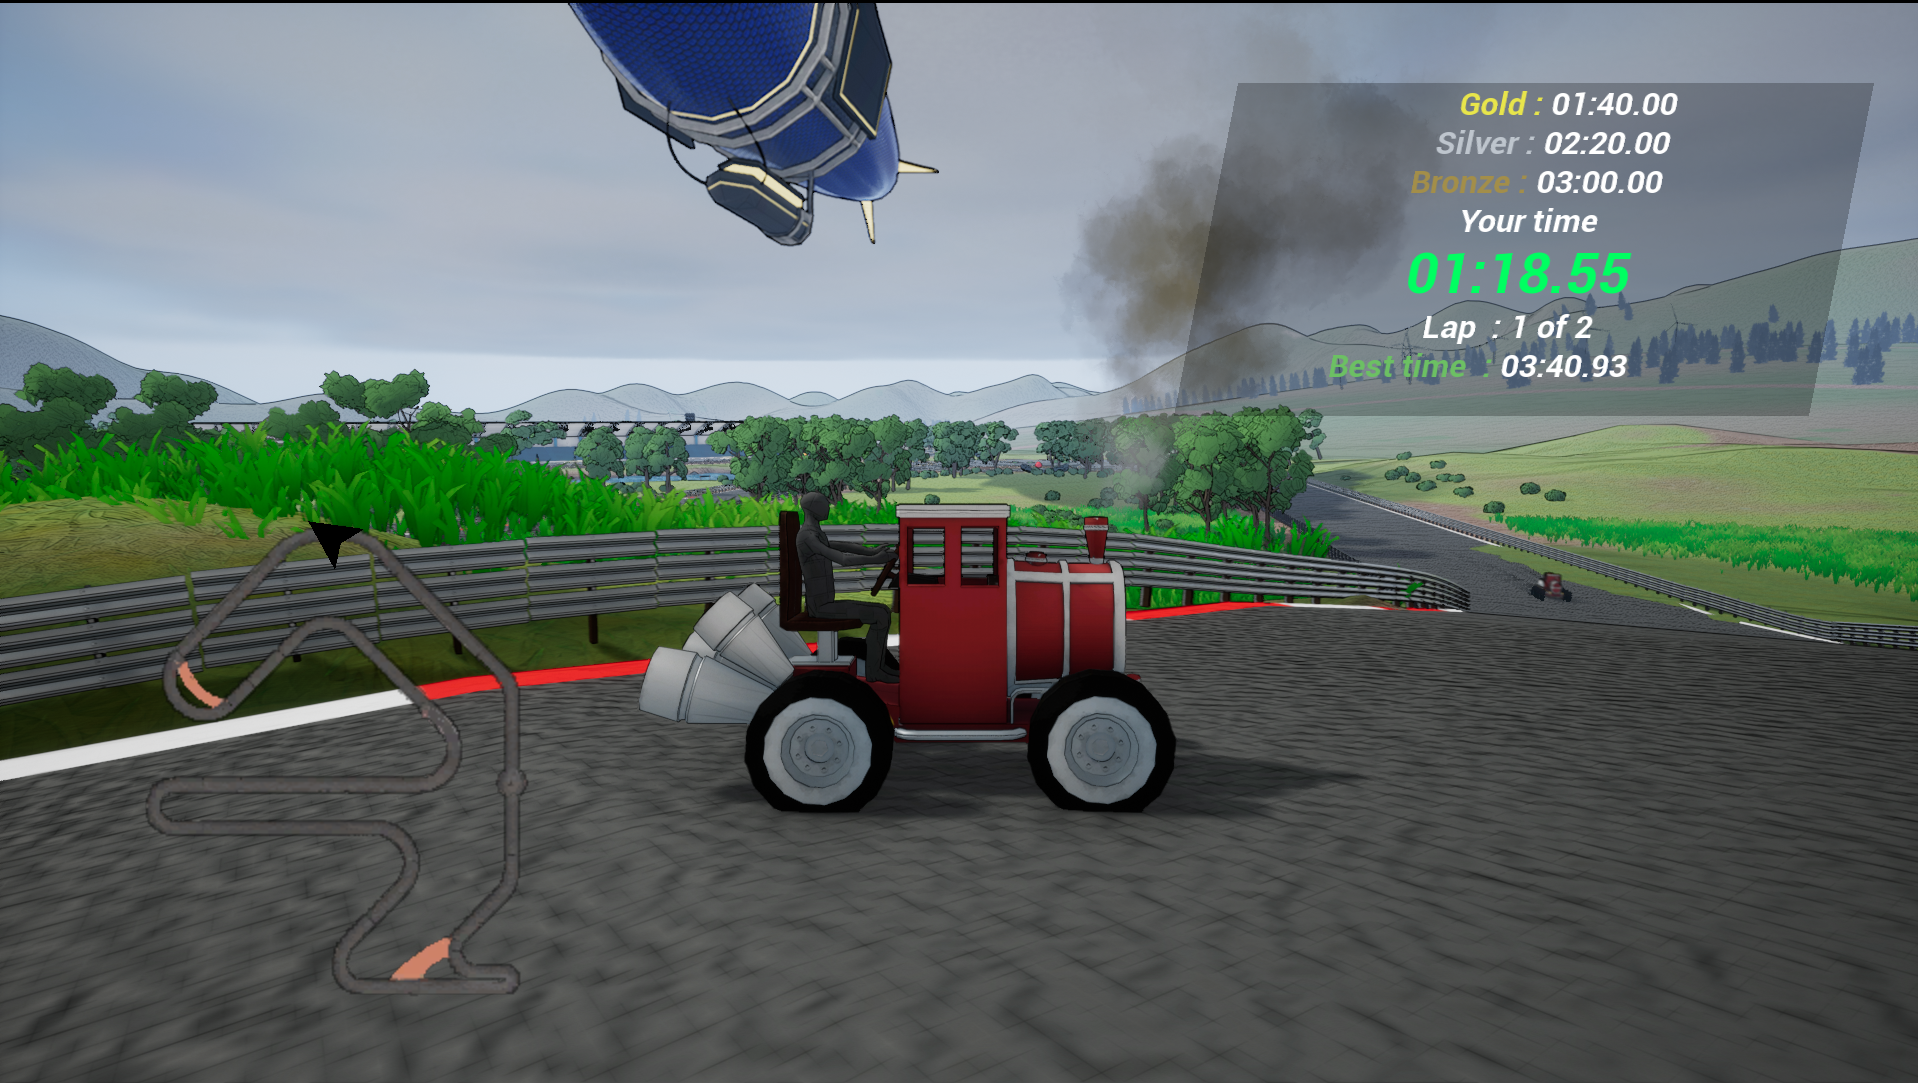 Gold : 01:40.00
Silver : 02:20.00
Bronze : 03:00.00
Your time
01:18.55
Lap : 1 of 2
Best time : 03:40.93